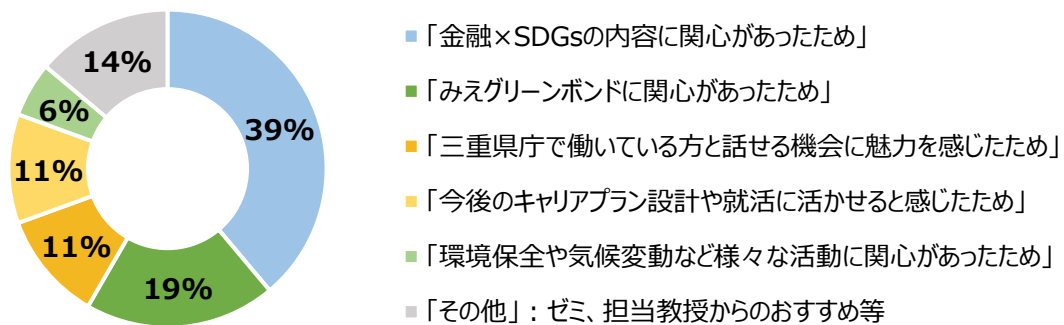 39%
19%
11%
11%
6%
14%
「金融×SDGsの内容に関心があったため」
「みえグリーンボンドに関心があったため」
「三重県庁で働いている方と話せる機会に魅力を感じたため」
「今後のキャリアプラン設計や就活に活かせると感じたため」
「環境保全や気候変動など様々な活動に関心があったため」
「その他」：ゼミ、担当教授からのおすすめ等